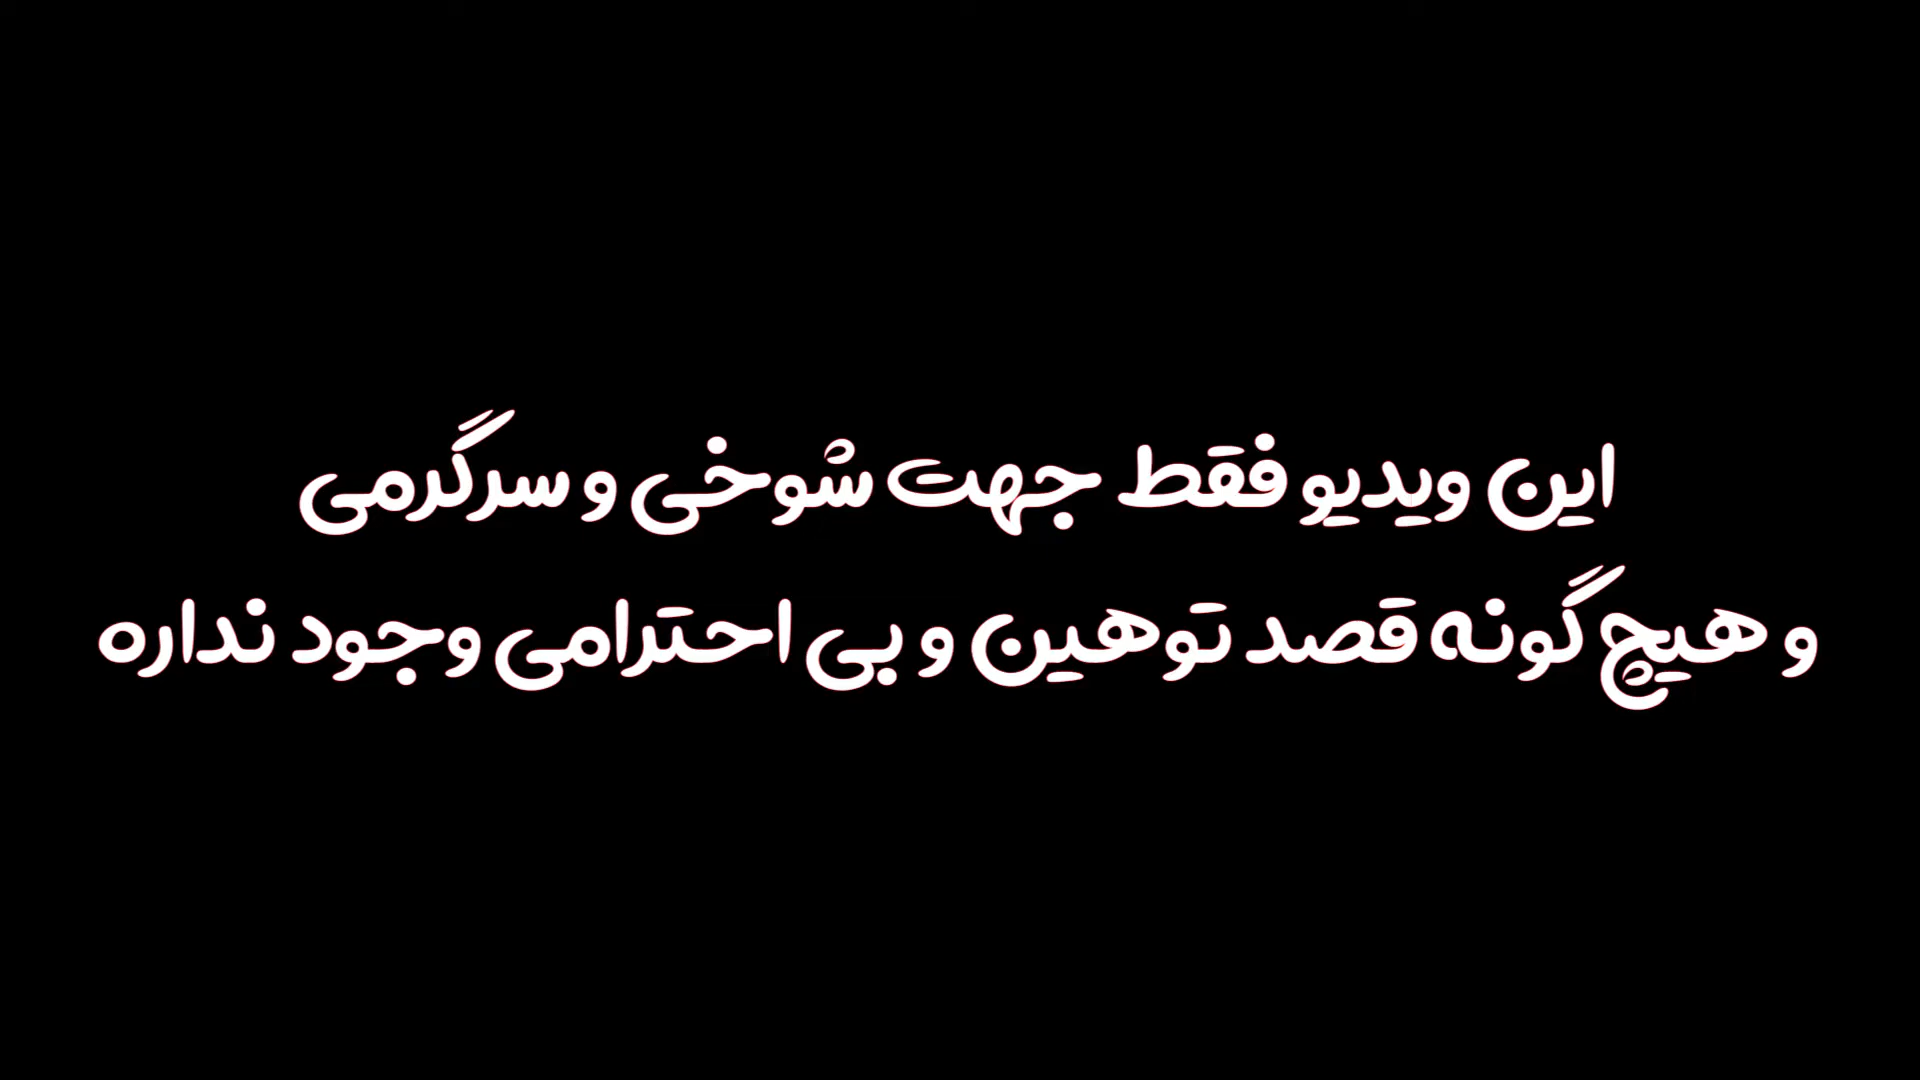 این ویدیو فقط جهت شوخی و سرگرمی
و هیچ گونه قصد توهین و بی احترامی وجود نداره